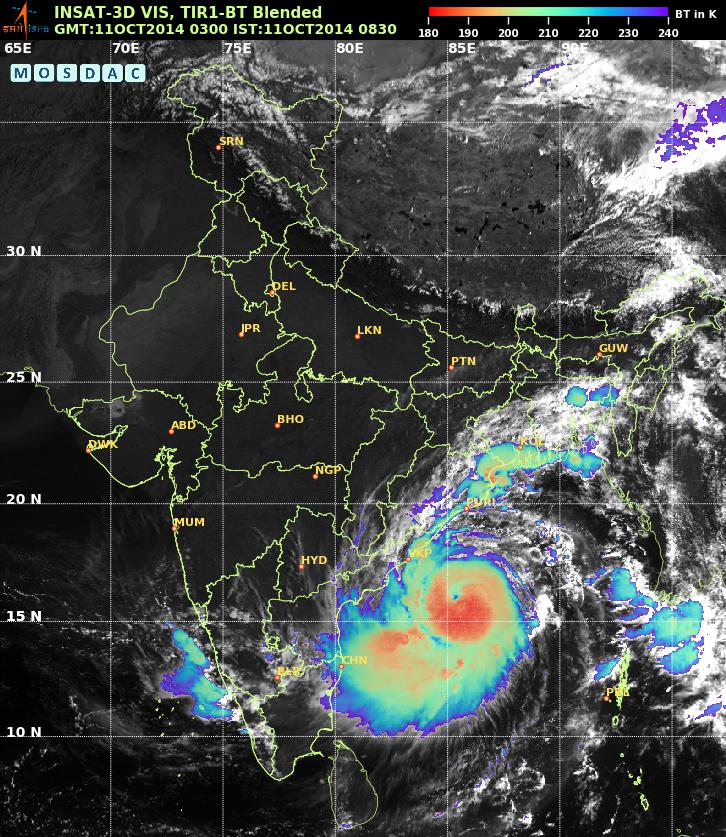 INSAT-3D VIS, TIR1-BT Blended
GMT:11OCT2014 0300 IST:11OCT2014 0830
BT in K
180 190 200 210 220 230 240
65E 70E 75E 80E 85E 90E
MOSDAC
SRN
30 N
DEL
JPR LKN
GUW
PTN
25 N
ABD BHO
DWK KOL
NGP
20 N
PURI
MUM
VKP
HYD
15 N
CHN
BLR
PBL
10 N